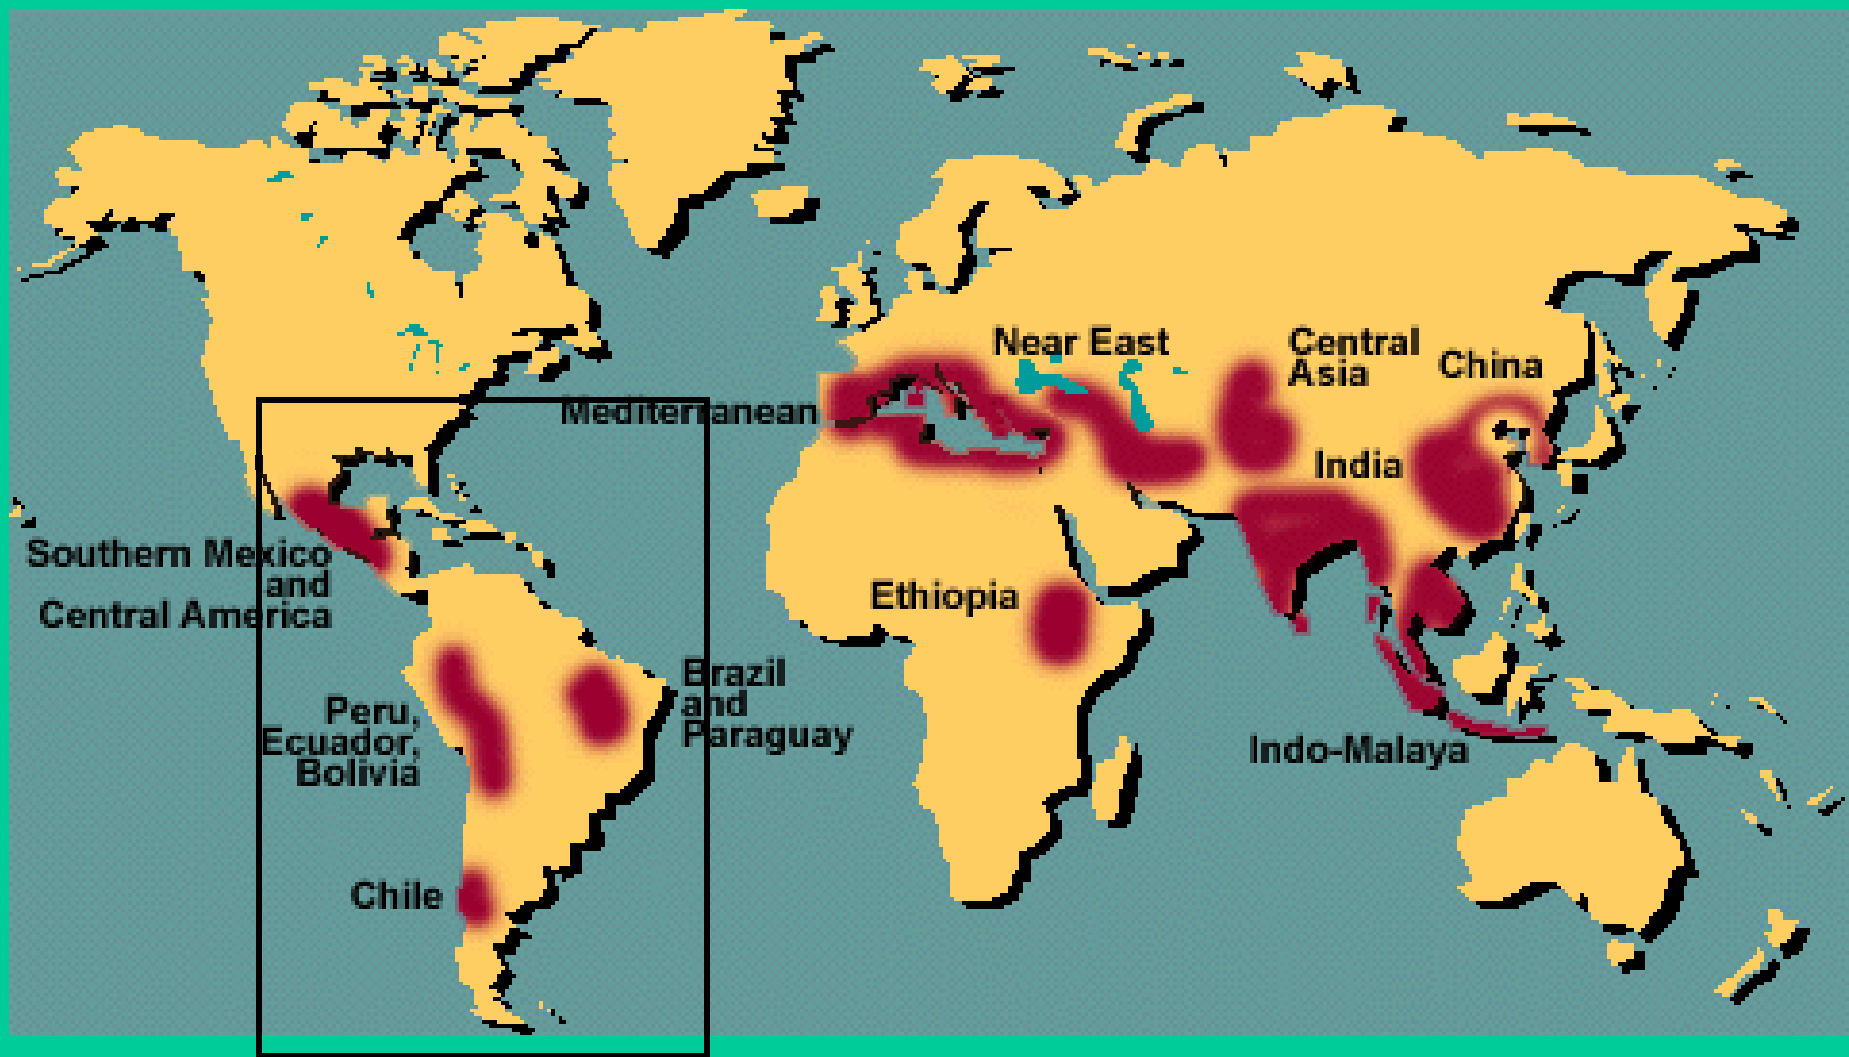 Near East
Central
Asia
China
Mediterranean
India
Southern Mexico
and
Central America
Ethiopia
Brazil
and
Paraguay
Peru,
Ecuador,
Bolivia
Indo-Malaya
Chile